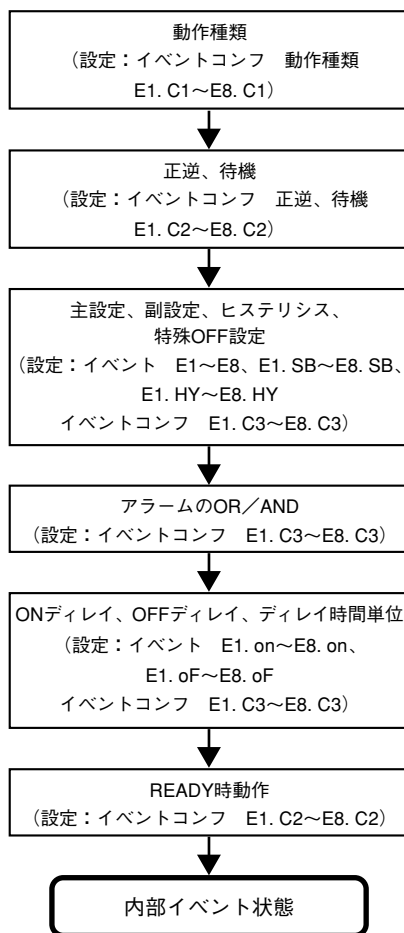 動作種類
（設定：イベントコンフ　動作種類
E1. C1～E8. C1）
正逆、待機
（設定：イベントコンフ　正逆、待機
E1. C2～E8. C2）
主設定、副設定、ヒステリシス、
特殊OFF設定
（設定：イベント　E1～E8、E1. SB～E8. SB、
E1. HY～E8. HY
イベントコンフ　E1. C3～E8. C3）
アラームのOR／AND
（設定：イベントコンフ　E1. C3～E8. C3）
ONディレイ、OFFディレイ、ディレイ時間単位
（設定：イベント　E1. on～E8. on、
E1. oF～E8. oF
イベントコンフ　E1. C3～E8. C3）
READY時動作
（設定：イベントコンフ　E1. C2～E8. C2）
内部イベント状態